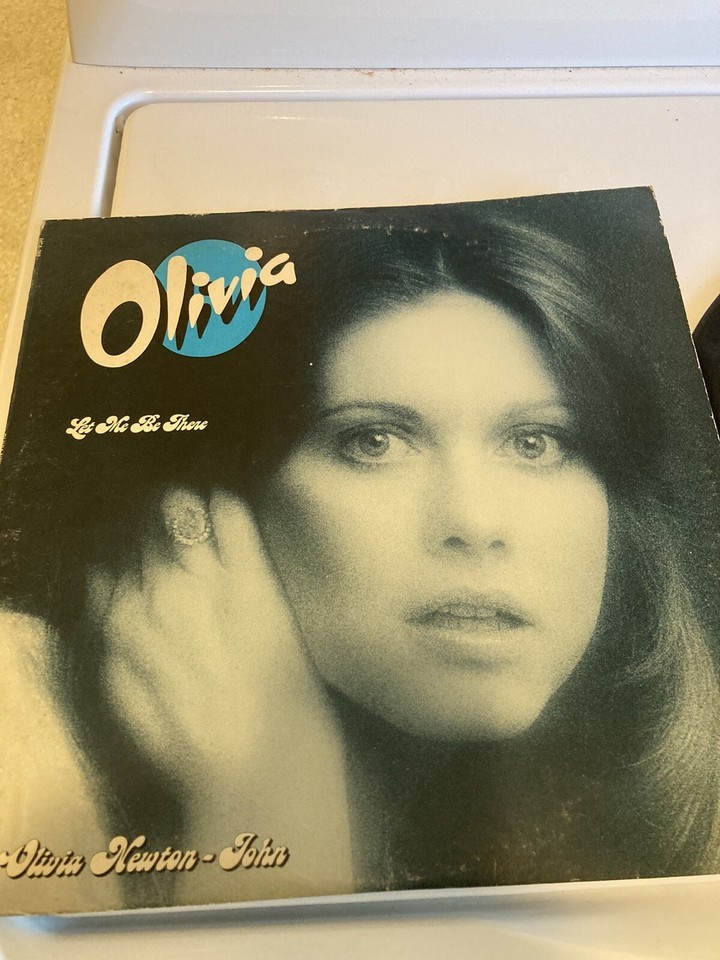 Olivia
Let Me Be There
Olivia Newton-John